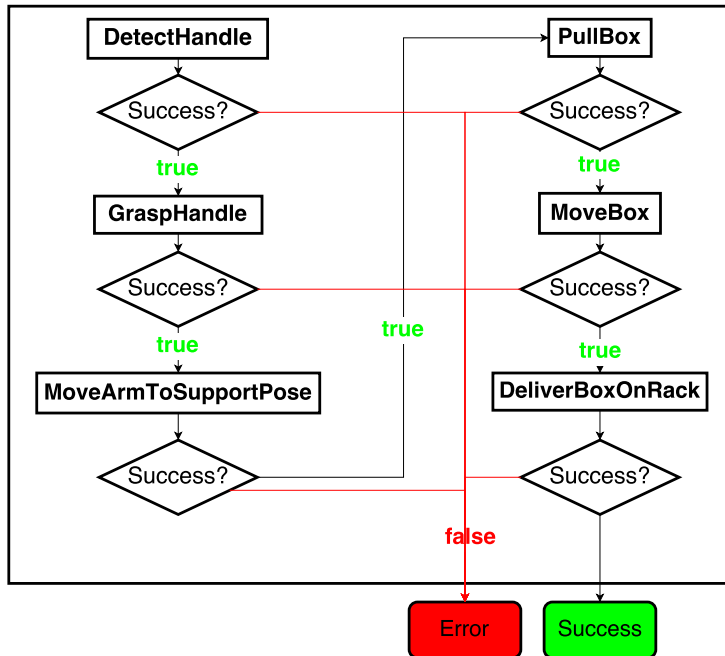 DetectHandle
Success?
true
GraspHandle
Success?
true
MoveArmToSupportPose
Success?
true
PullBox
Success?
true
MoveBox
Success?
true
DeliverBoxOnRack
Success?
false
Error
Success